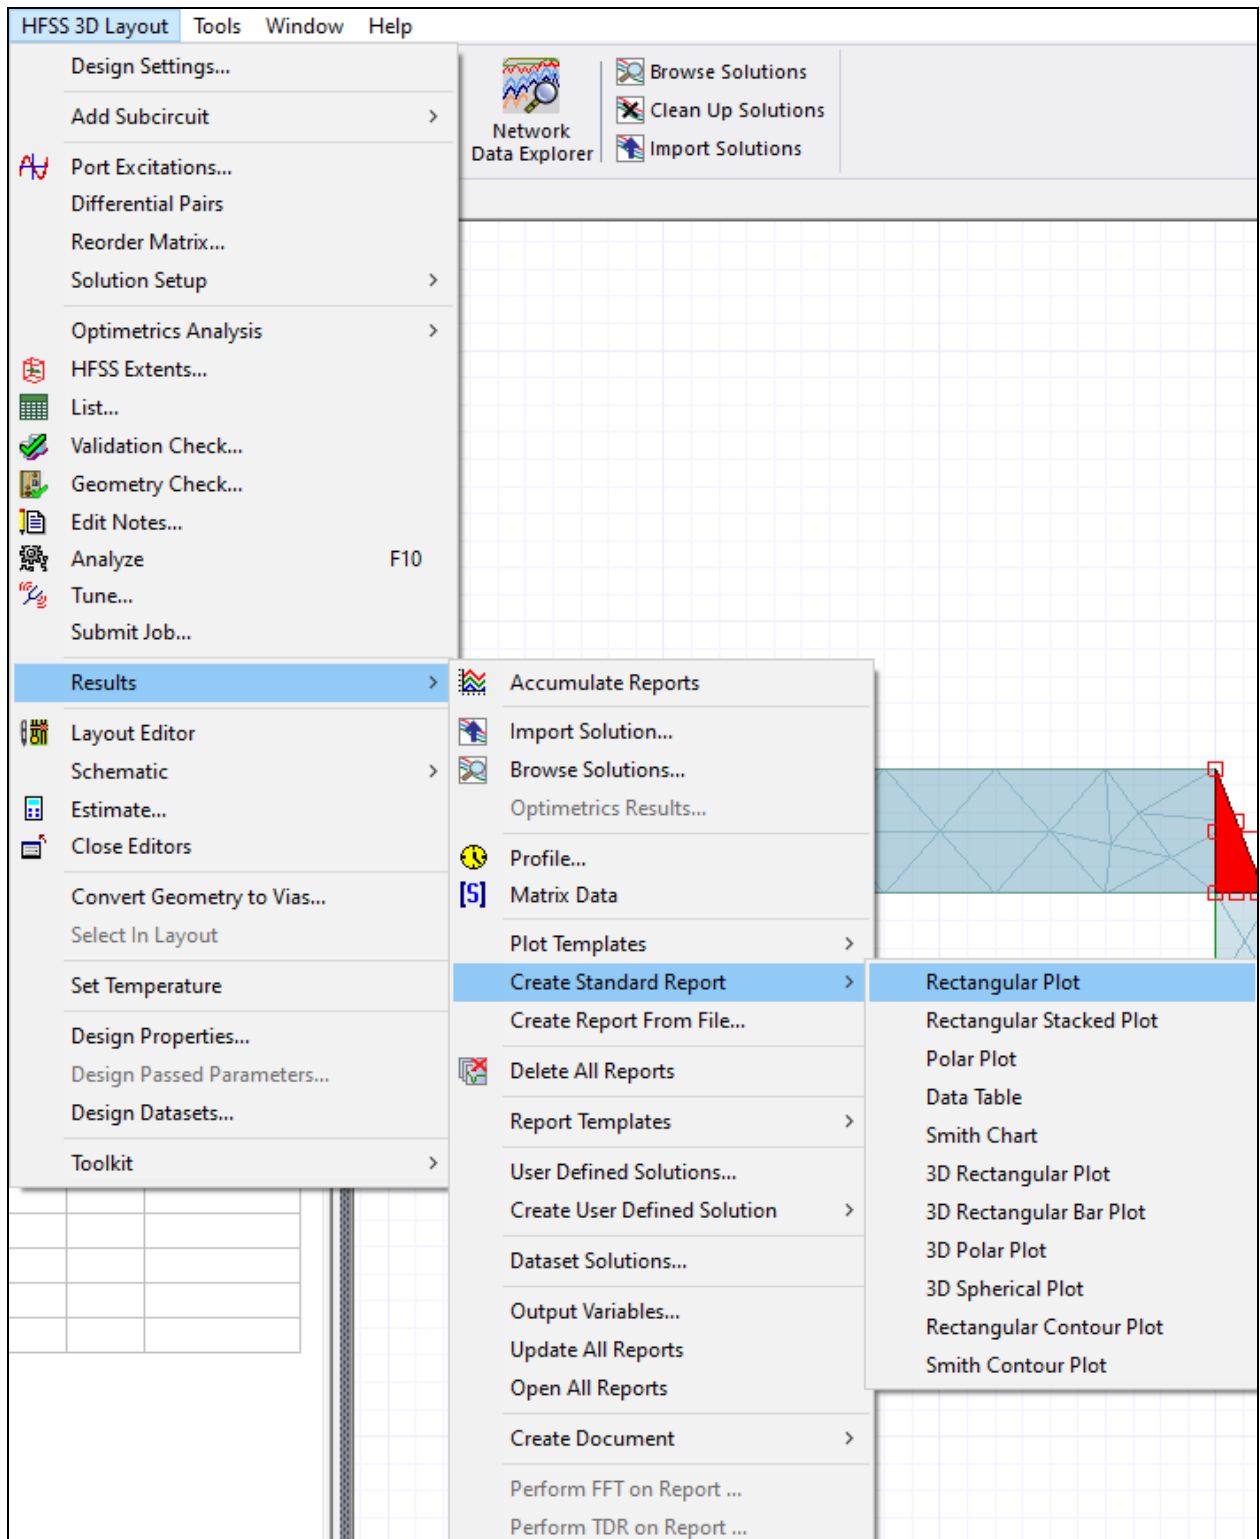 HFSS 3D Layout Tools Window Help
Design Settings...
Add Subcircuit
Port Excitations...
Differential Pairs
Reorder Matrix...
Solution Setup
Optimetrics Analysis
HFSS Extents...
List...
Validation Check...
Geometry Check...
Edit Notes...
Analyze F10
Tune...
Submit Job...
Results
Layout Editor
Schematic
Estimate...
Close Editors
Convert Geometry to Vias...
Select In Layout
Set Temperature
Design Properties...
Design Passed Parameters...
Design Datasets...
Toolkit
Network
Data Explorer
Browse Solutions
Clean Up Solutions
Import Solutions
Accumulate Reports
Import Solution...
Browse Solutions...
Optimetrics Results...
Profile...
[S] Matrix Data
Plot Templates
Create Standard Report
Create Report From File...
Delete All Reports
Report Templates
User Defined Solutions...
Create User Defined Solution
Dataset Solutions...
Output Variables...
Update All Reports
Open All Reports
Create Document
Perform FFT on Report ...
Perform TDR on Report ...
Rectangular Plot
Rectangular Stacked Plot
Polar Plot
Data Table
Smith Chart
3D Rectangular Plot
3D Rectangular Bar Plot
3D Polar Plot
3D Spherical Plot
Rectangular Contour Plot
Smith Contour Plot